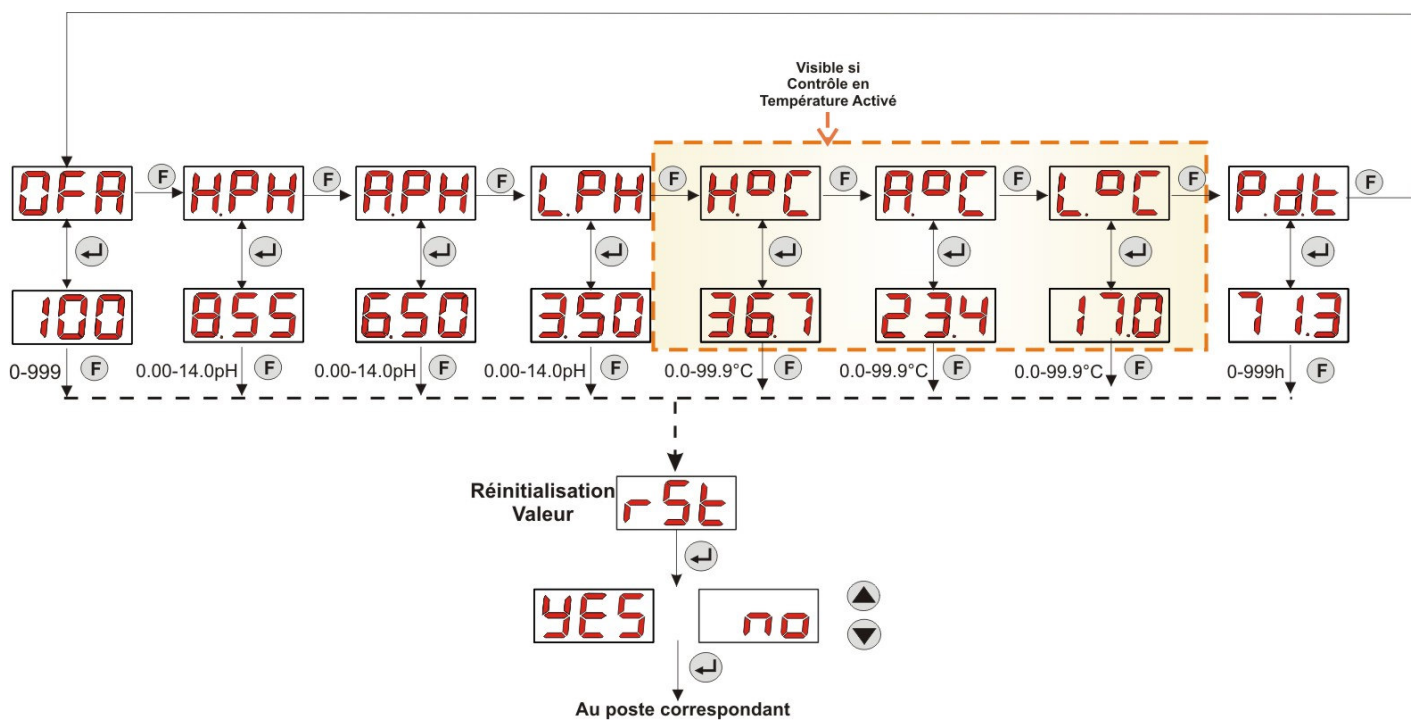 Visible si
Contrôle en
Température Activé
OFA F H.PH F A.PH F L.PH F H.ºC F A.ºC F L.ºC F P.d.t F
100 8.55 6.50 3.50 36.7 23.4 17.0 71.3
0-999 F 0.00-14.0pH F 0.00-14.0pH F 0.00-14.0pH F 0.0-99.9°C F 0.0-99.9°C F 0.0-99.9°C F 0-999h F
Réinitialisation
Valeur
rSt
YES no
Au poste correspondant